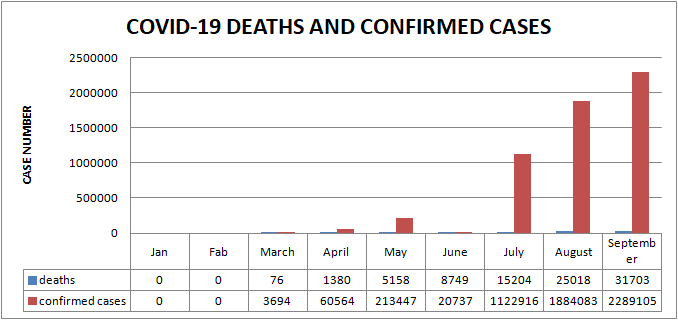 COVID-19 DEATHS AND CONFIRMED CASES
CASE NUMBER
2500000
2000000
1500000
1000000
500000
0
Jan Fab March April May June July August Septemb
er
deaths 0 0 76 1380 5158 8749 15204 25018 31703
confirmed cases 0 0 3694 60564 213447 20737 1122916 1884083 2289105